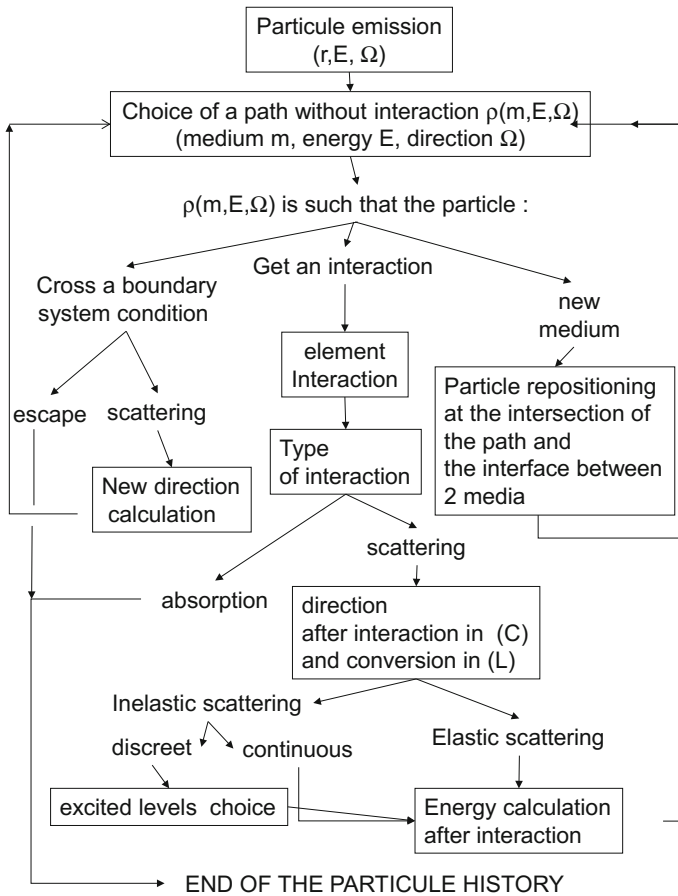 Particule emission
(r,E, Ω)
Choice of a path without interaction ρ(m,E,Ω)
(medium m, energy E, direction Ω)
ρ(m,E,Ω) is such that the particle :
Cross a boundary
system condition
Get an interaction
new
medium
element
Interaction
escape
scattering
Particle repositioning
at the intersection of
the path and
the interface between
2 media
Type
of interaction
New direction
calculation
scattering
absorption
direction
after interaction in (C)
and conversion in (L)
Inelastic scattering
discreet
continuous
Elastic scattering
excited levels choice
Energy calculation
after interaction
END OF THE PARTICULE HISTORY